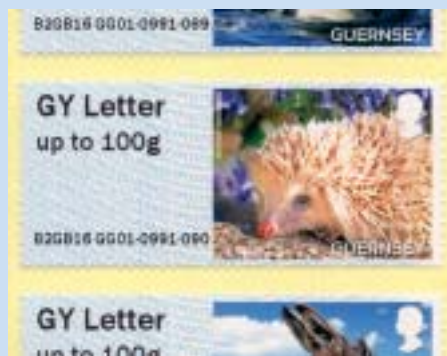 B2GB16 GG01-0991-089
GUERNSEY
GY Letter
up to 100g
B2GB16 GG01-0991-090
GUERNSEY
GY Letter
up to 100g